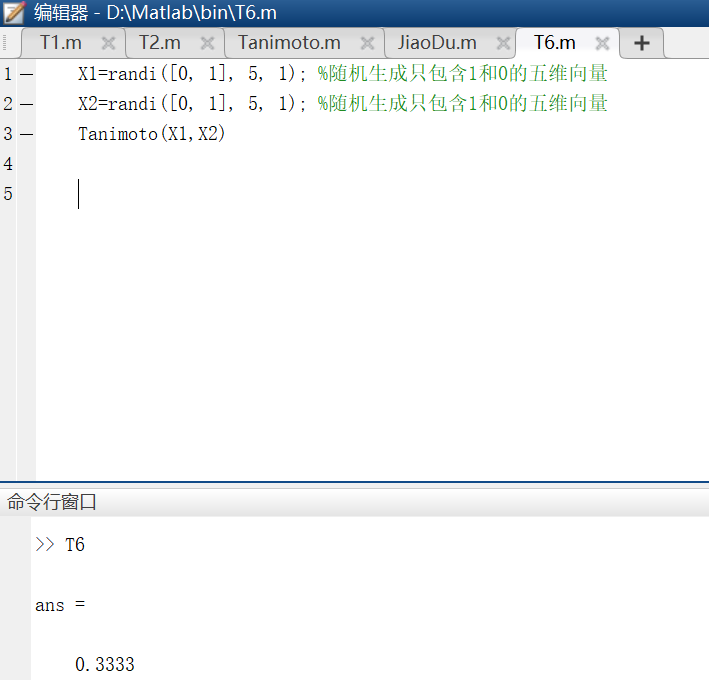 编辑器 - D:\Matlab\bin\T6.m
T1.m T2.m Tanimoto.m JiaoDu.m T6.m +
1 — X1=randi([0, 1], 5, 1); %随机生成只包含1和0的五维向量
2 — X2=randi([0, 1], 5, 1); %随机生成只包含1和0的五维向量
3 — Tanimoto(X1,X2)
4
5
命令行窗口
>> T6
ans =
0.3333